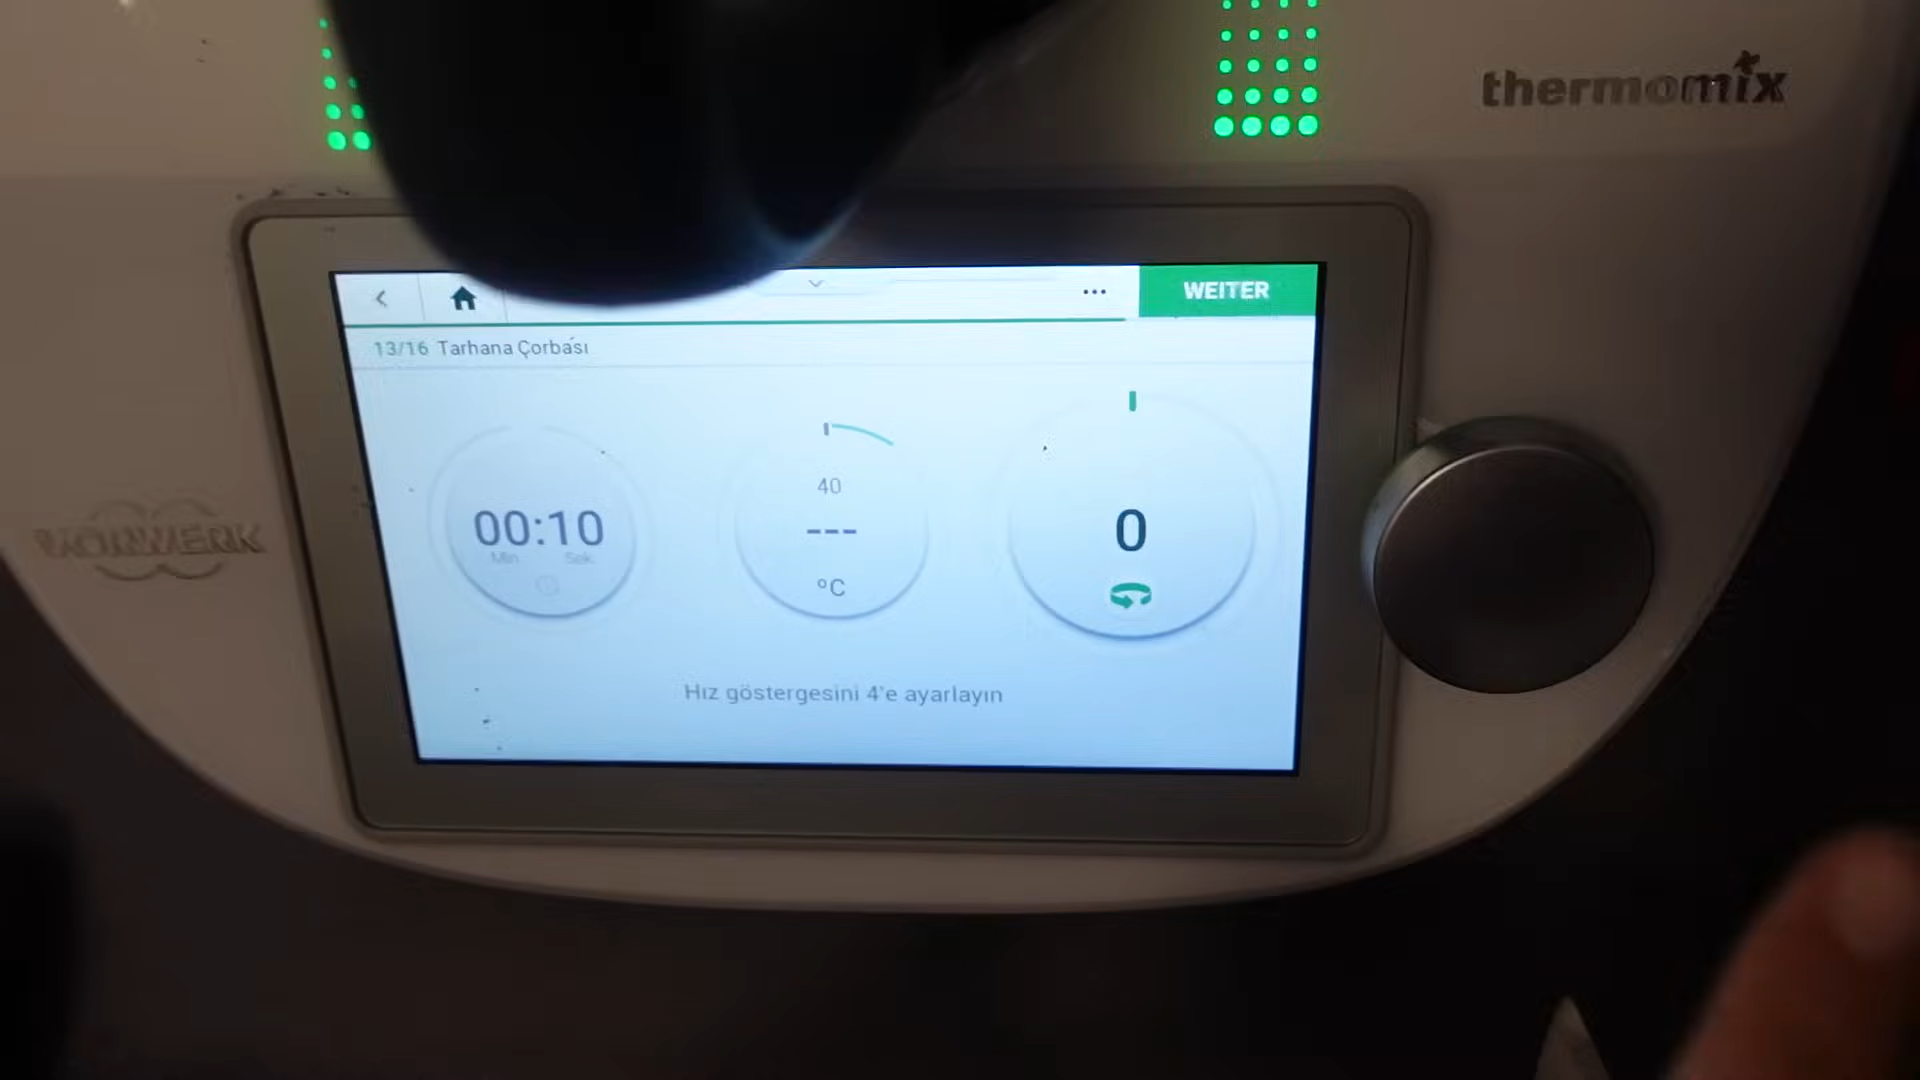 thermomix
WEITER
13/16 Tarhana Çorbası
40
00:10
Min Sek
---
°C
0
VORWERK
Hız göstergesini 4'e ayarlayın